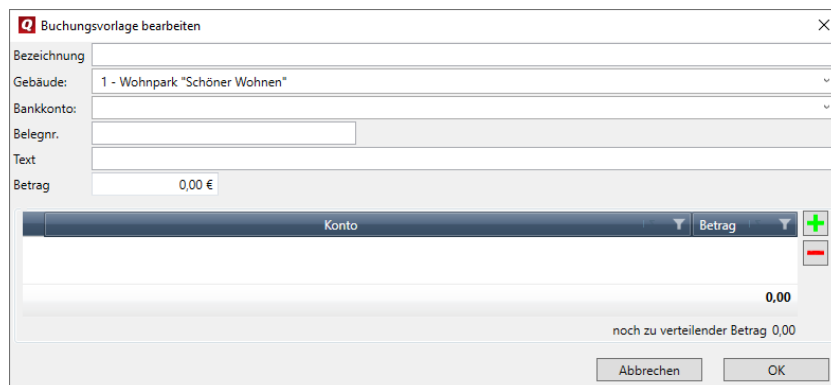 Q Buchungsvorlage bearbeiten
Bezeichnung
Gebäude: 1 - Wohnpark "Schöner Wohnen"
Bankkonto:
Belegnr.
Text
Betrag 0,00 €
Konto Betrag
0,00
noch zu verteilender Betrag 0,00
Abbrechen OK